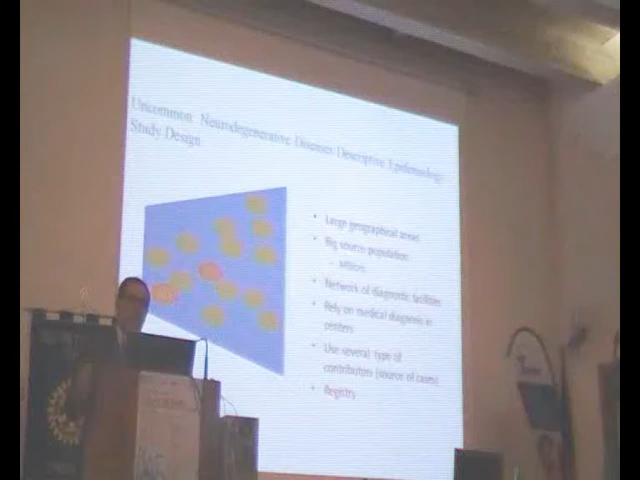 Uncommon Neurodegenerative Diseases Descriptive Epidemiology
Study Design
• Large geographical areas
• Big source population
– Millions
• Network of diagnostic facilities
• Rely on medical diagnosis in
centers
• Use several type of
contributors (source of cases)
• Registry